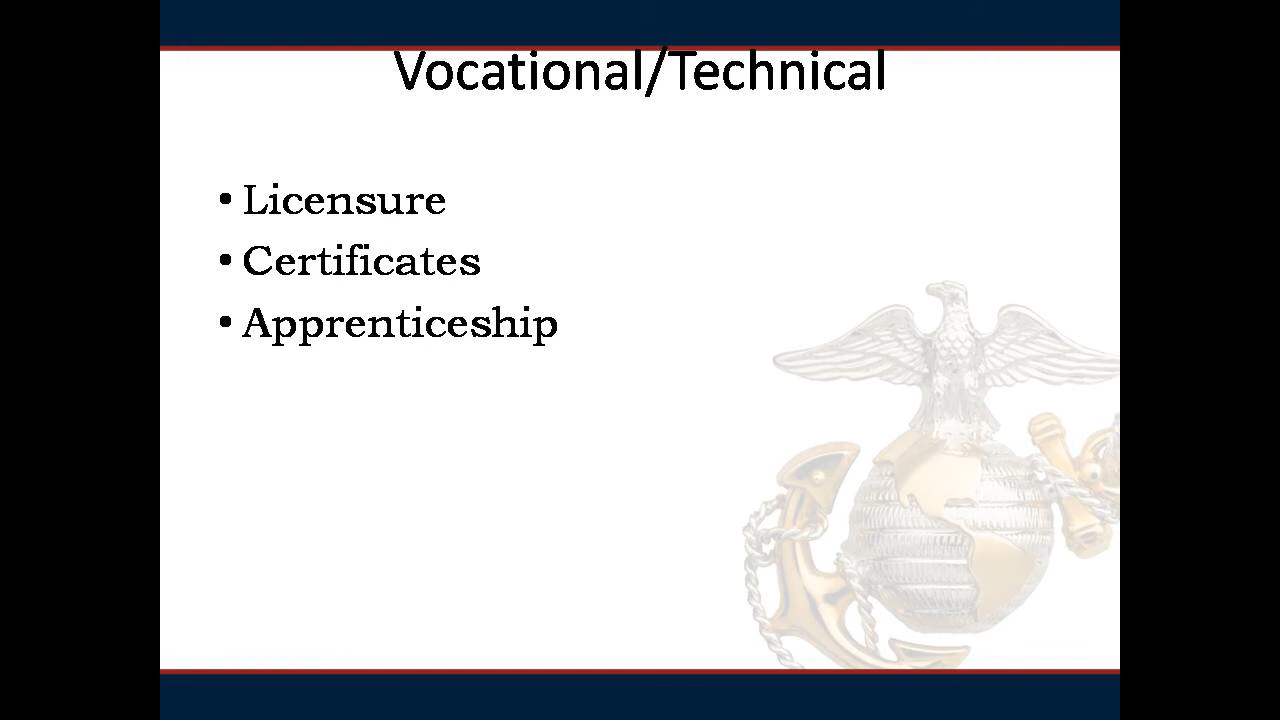 Vocational/Technical
• Licensure
• Certificates
• Apprenticeship